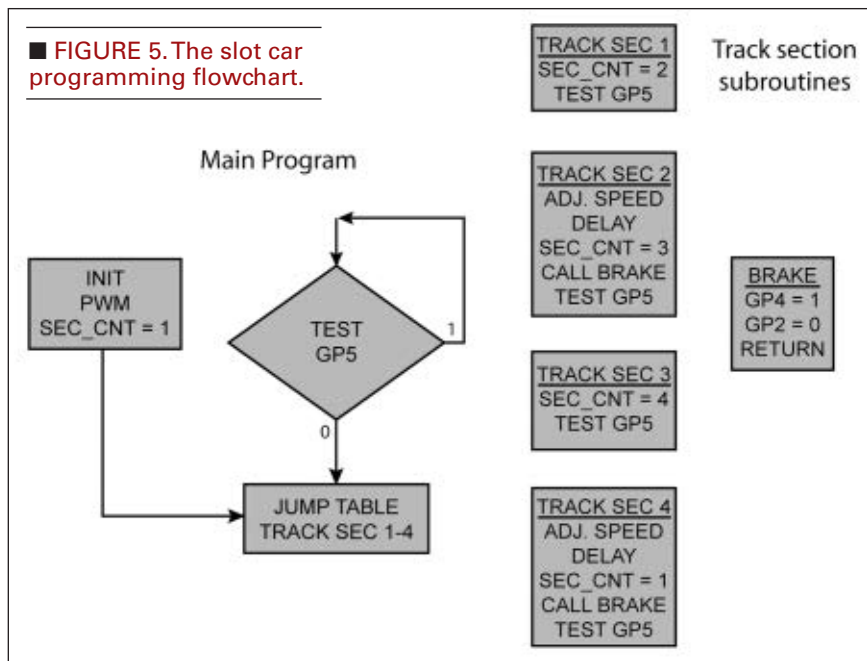 ■ FIGURE 5. The slot car
programming flowchart.
Main Program
INIT
PWM
SEC_CNT = 1
TEST
GP5
1
0
JUMP TABLE
TRACK SEC 1-4
TRACK SEC 1
SEC_CNT = 2
TEST GP5
Track section
subroutines
TRACK SEC 2
ADJ. SPEED
DELAY
SEC_CNT = 3
CALL BRAKE
TEST GP5
BRAKE
GP4 = 1
GP2 = 0
RETURN
TRACK SEC 3
SEC_CNT = 4
TEST GP5
TRACK SEC 4
ADJ. SPEED
DELAY
SEC_CNT = 1
CALL BRAKE
TEST GP5